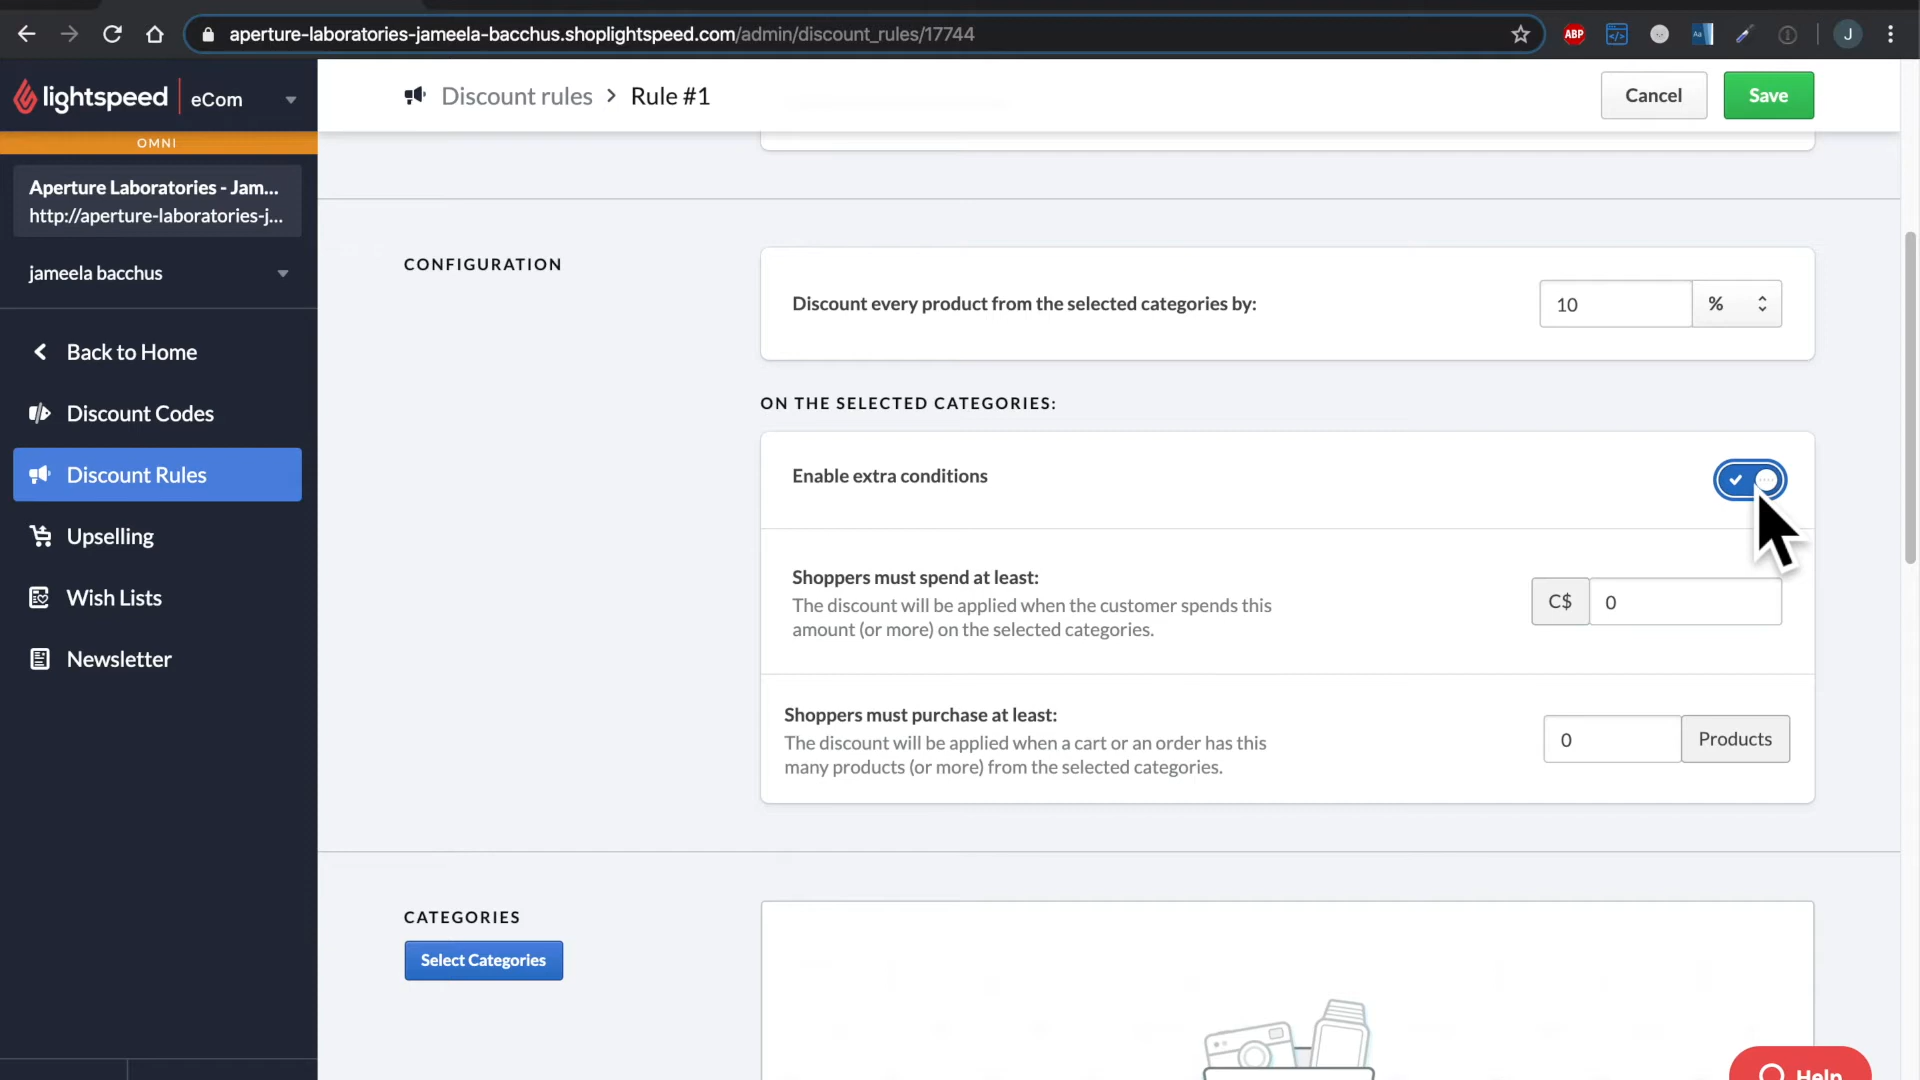 aperture-laboratories-jameela-bacchus.shoplightspeed.com/admin/discount_rules/17744
ABP
J
lightspeed eCom
Discount rules > Rule #1
Cancel
Save
OMNI
Aperture Laboratories - Jam...
http://aperture-laboratories-j...
jameela bacchus
Back to Home
Discount Codes
Discount Rules
Upselling
Wish Lists
Newsletter
CONFIGURATION
Discount every product from the selected categories by:
10 %
ON THE SELECTED CATEGORIES:
Enable extra conditions
Shoppers must spend at least:
The discount will be applied when the customer spends this
amount (or more) on the selected categories.
C$ 0
Shoppers must purchase at least:
The discount will be applied when a cart or an order has this
many products (or more) from the selected categories.
0 Products
CATEGORIES
Select Categories
Help